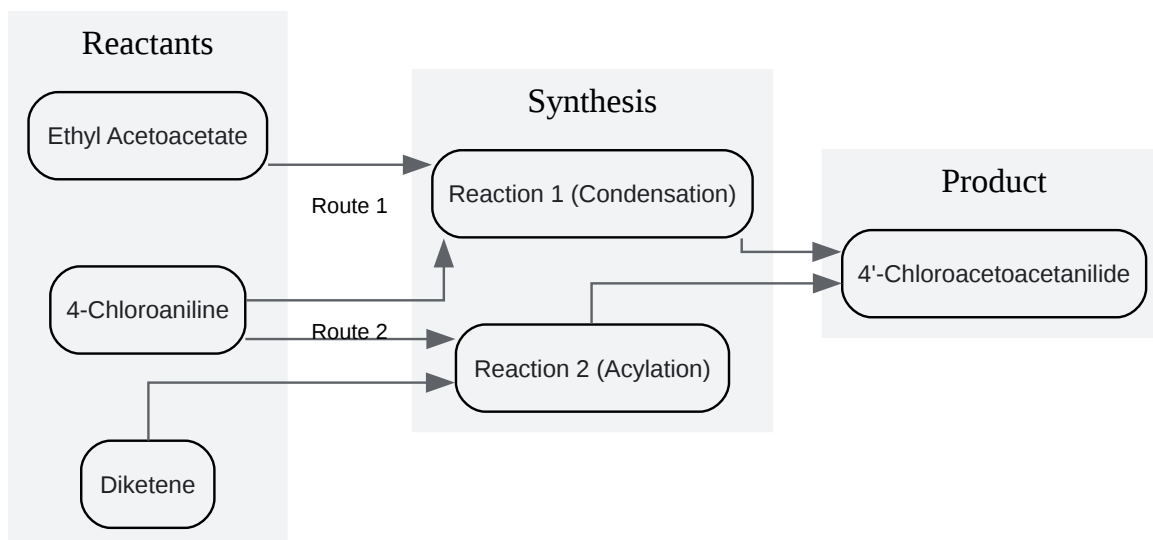 Reactants
Ethyl Acetoacetate
4-Chloroaniline
Diketene
Route 1
Route 2
Synthesis
Reaction 1 (Condensation)
Reaction 2 (Acylation)
Product
4'-Chloroacetoacetanilide